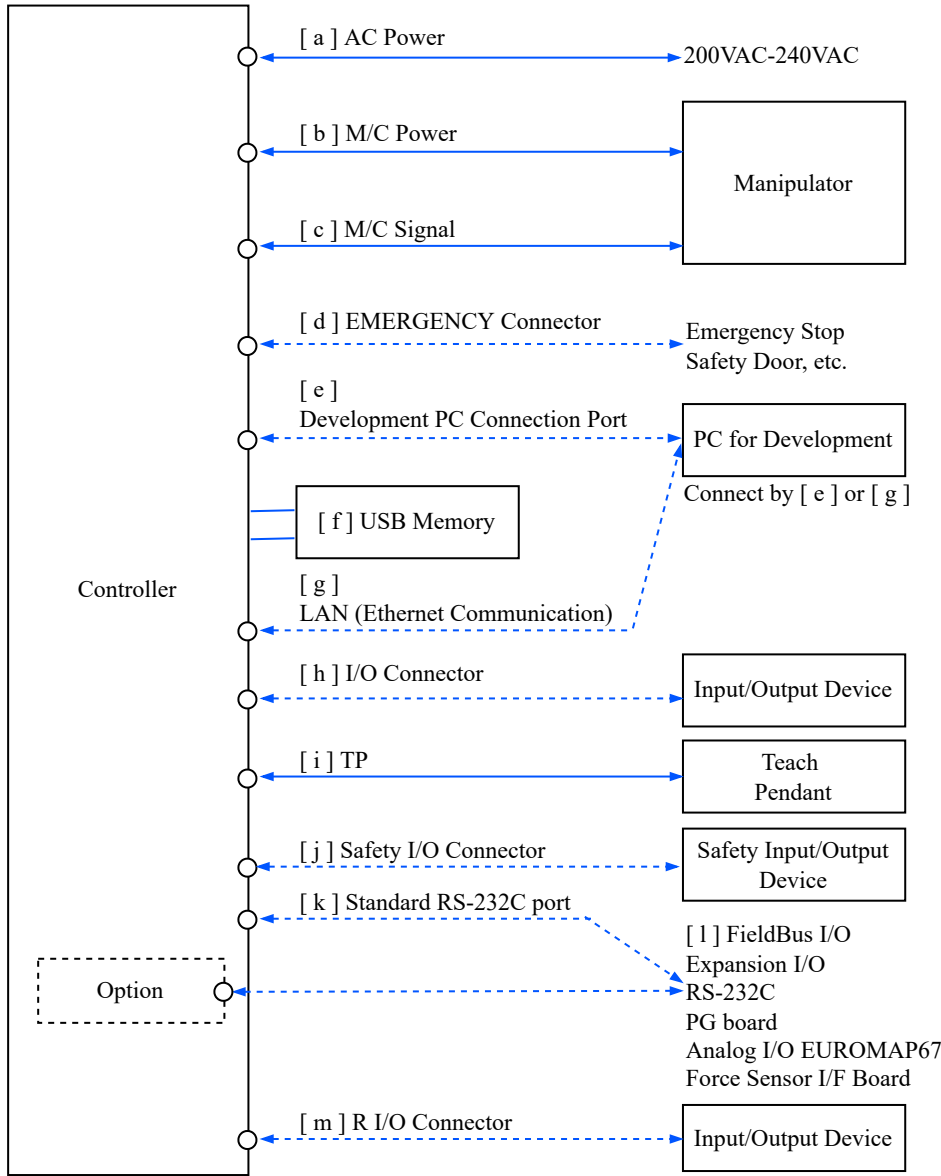 [ a ] AC Power
200VAC-240VAC
[ b ] M/C Power
Manipulator
[ c ] M/C Signal
[ d ] EMERGENCY Connector
Emergency Stop
Safety Door, etc.
[ e ]
Development PC Connection Port
PC for Development
Connect by [ e ] or [ g ]
[ f ] USB Memory
Controller
[ g ]
LAN (Ethernet Communication)
[ h ] I/O Connector
Input/Output Device
[ i ] TP
Teach
Pendant
[ j ] Safety I/O Connector
Safety Input/Output
Device
[ k ] Standard RS-232C port
[ l ] FieldBus I/O
Expansion I/O
RS-232C
PG board
Analog I/O EUROMAP67
Force Sensor I/F Board
Option
[ m ] R I/O Connector
Input/Output Device